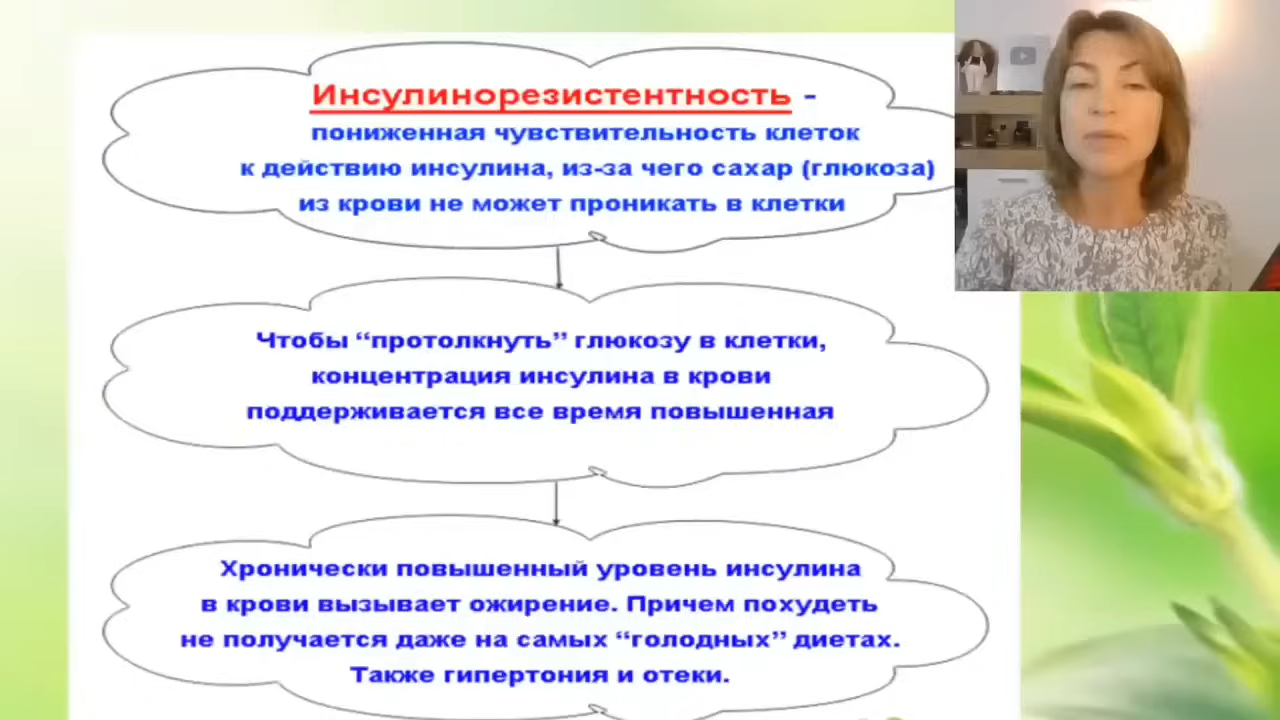 Инсулинорезистентность -
пониженная чувствительность клеток
к действию инсулина, из-за чего сахар (глюкоза)
из крови не может проникать в клетки
Чтобы “протолкнуть” глюкозу в клетки,
концентрация инсулина в крови
поддерживается все время повышенная
Хронически повышенный уровень инсулина
в крови вызывает ожирение. Причем похудеть
не получается даже на самых “голодных” диетах.
Также гипертония и отеки.